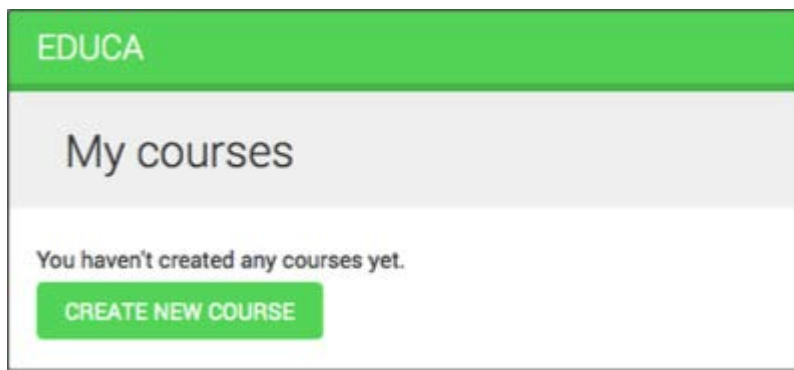 EDUCA
My courses
You haven't created any courses yet.
CREATE NEW COURSE